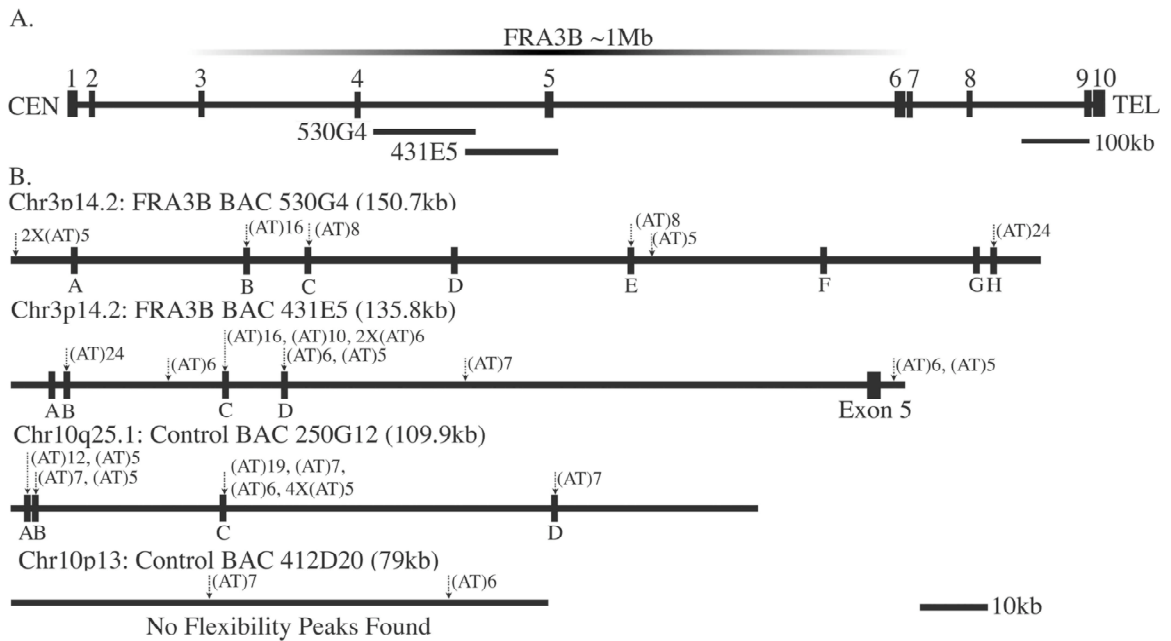 A.
FRA3B ~1Mb
1 2 3 4 5 6 7 8 9 10
CEN TEL
530G4
431E5 100kb
B.
Chr3p14.2: FRA3B BAC 530G4 (150.7kb)
2X(AT)5 (AT)16 (AT)8 (AT)8 (AT)5 (AT)24
A B C D E F G H
Chr3p14.2: FRA3B BAC 431E5 (135.8kb)
(AT)16, (AT)10, 2X(AT)6
(AT)24 (AT)6 (AT)6, (AT)5 (AT)7 (AT)6, (AT)5
A B C D Exon 5
Chr10q25.1: Control BAC 250G12 (109.9kb)
(AT)12, (AT)5 (AT)19, (AT)7, (AT)7
(AT)7, (AT)5 (AT)6, 4X(AT)5
A B C D
Chr10p13: Control BAC 412D20 (79kb)
(AT)7 (AT)6
10kb
No Flexibility Peaks Found